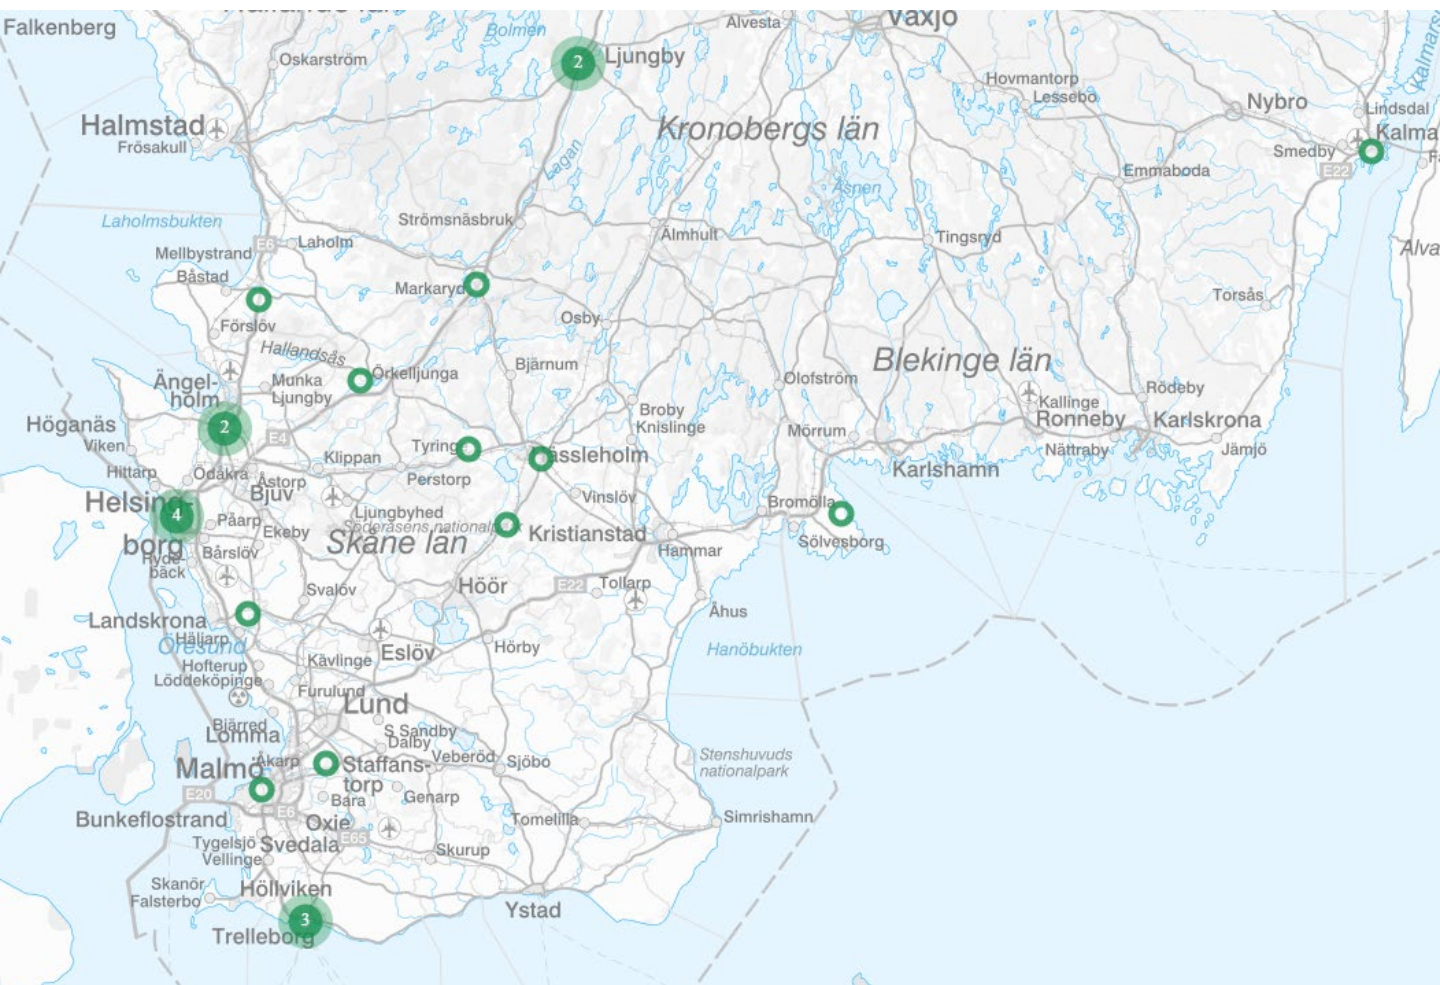 Falkenberg
Bolmen
Alvesta
Växjö
Oskarström
2
Ljungby
Hovmantorp
Lessebo
Nybro
Lindsdal
Kalmars
Halmstad
Frösakull
Kronobergs län
Kalma
Smedby
E22
Emmaboda
Lagan
Åsnen
Laholmsbukten
Strömsnäsbruk
Älmhult
Tingsryd
Mellbystrand
E6
Laholm
Alva
Båstad
Markaryd
Torsås
Förslöv
Osby
Hallandsås
Örkelljunga
Bjärnum
Blekinge län
Ängel-
holm
Munka
Ljungby
Olofström
Rödeby
Kallinge
Ronneby
Karlskrona
Höganäs
2
Broby
Knislinge
Viken
E4
Tyringe
Mörrum
Nättraby
Jämjö
Hittarp
Odåkra
Klippan
Perstorp
Hässleholm
Karlshamn
Åstorp
Bjuv
Vinslöv
Bromölla
Helsing-
borg
4
Påarp
Ekeby
Ljungbyhed
Söderåsens nationalpark
Skåne län
Kristianstad
Sölvesborg
Bårslöv
Hammar
Rydebäck
Svalöv
Höör
E22
Tollarp
Åhus
Landskrona
Häljarp
Öresund
Eslöv
Hörby
Hanöbukten
Hofterup
Kävlinge
Löddeköpinge
Furulund
Lund
Bjärred
Lomma
S Sandby
Dalby
Veberöd
Sjöbo
Stenshuvuds
nationalpark
Malmö
Åkarp
Staffans-
torp
E20
Bara
Genarp
Bunkeflostrand
E6
Oxie
Tomelilla
Simrishamn
Tygelsjö
Vellinge
Svedala
E65
Skurup
Skanör
Falsterbo
Höllviken
Ystad
3
Trelleborg